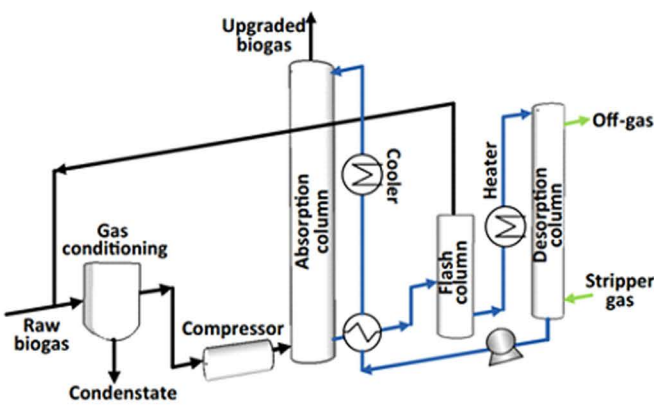 Upgraded
biogas
Gas
conditioning
Raw
biogas
Condenstate
Compressor
Absorption
column
Cooler
Flash
column
Heater
Desorption
column
Off-gas
Stripper
gas